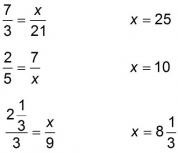 7/3 = x/21 x = 25
2/5 = 7/x x = 10
2 1/3 / 3 = x/9 x = 8 1/3